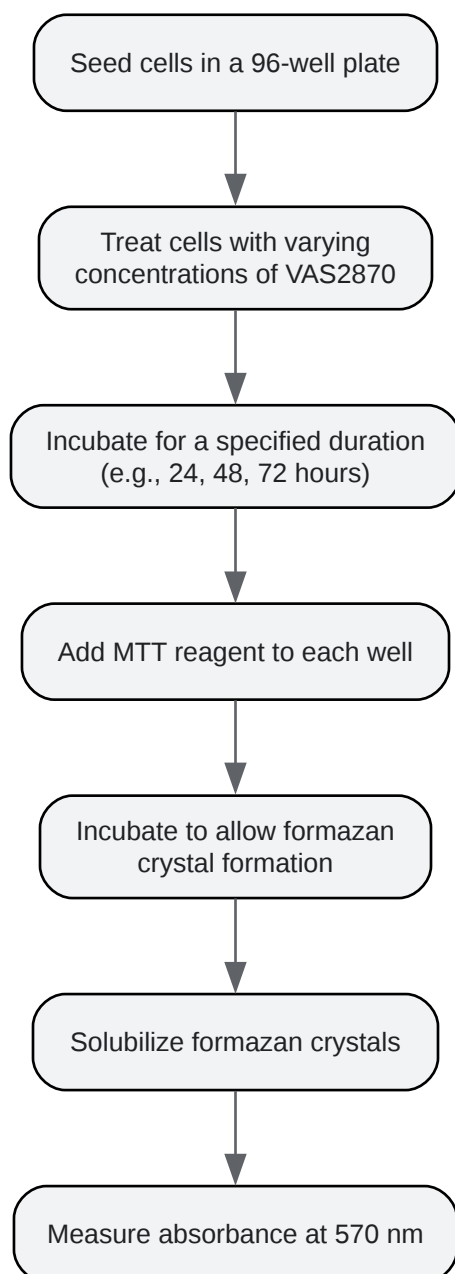 Seed cells in a 96-well plate
Treat cells with varying
concentrations of VAS2870
Incubate for a specified duration
(e.g., 24, 48, 72 hours)
Add MTT reagent to each well
Incubate to allow formazan
crystal formation
Solubilize formazan crystals
Measure absorbance at 570 nm